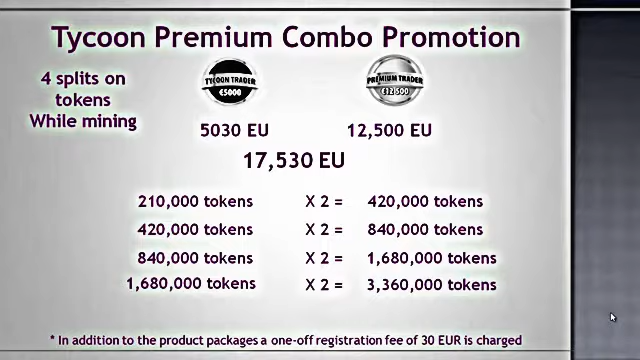 Tycoon Premium Combo Promotion
4 splits on
tokens
While mining
TYCOON TRADER
€5000
PREMIUM TRADER
€12,500
5030 EU
12,500 EU
17,530 EU
210,000 tokens X 2 = 420,000 tokens
420,000 tokens X 2 = 840,000 tokens
840,000 tokens X 2 = 1,680,000 tokens
1,680,000 tokens X 2 = 3,360,000 tokens
* In addition to the product packages a one-off registration fee of 30 EUR is charged